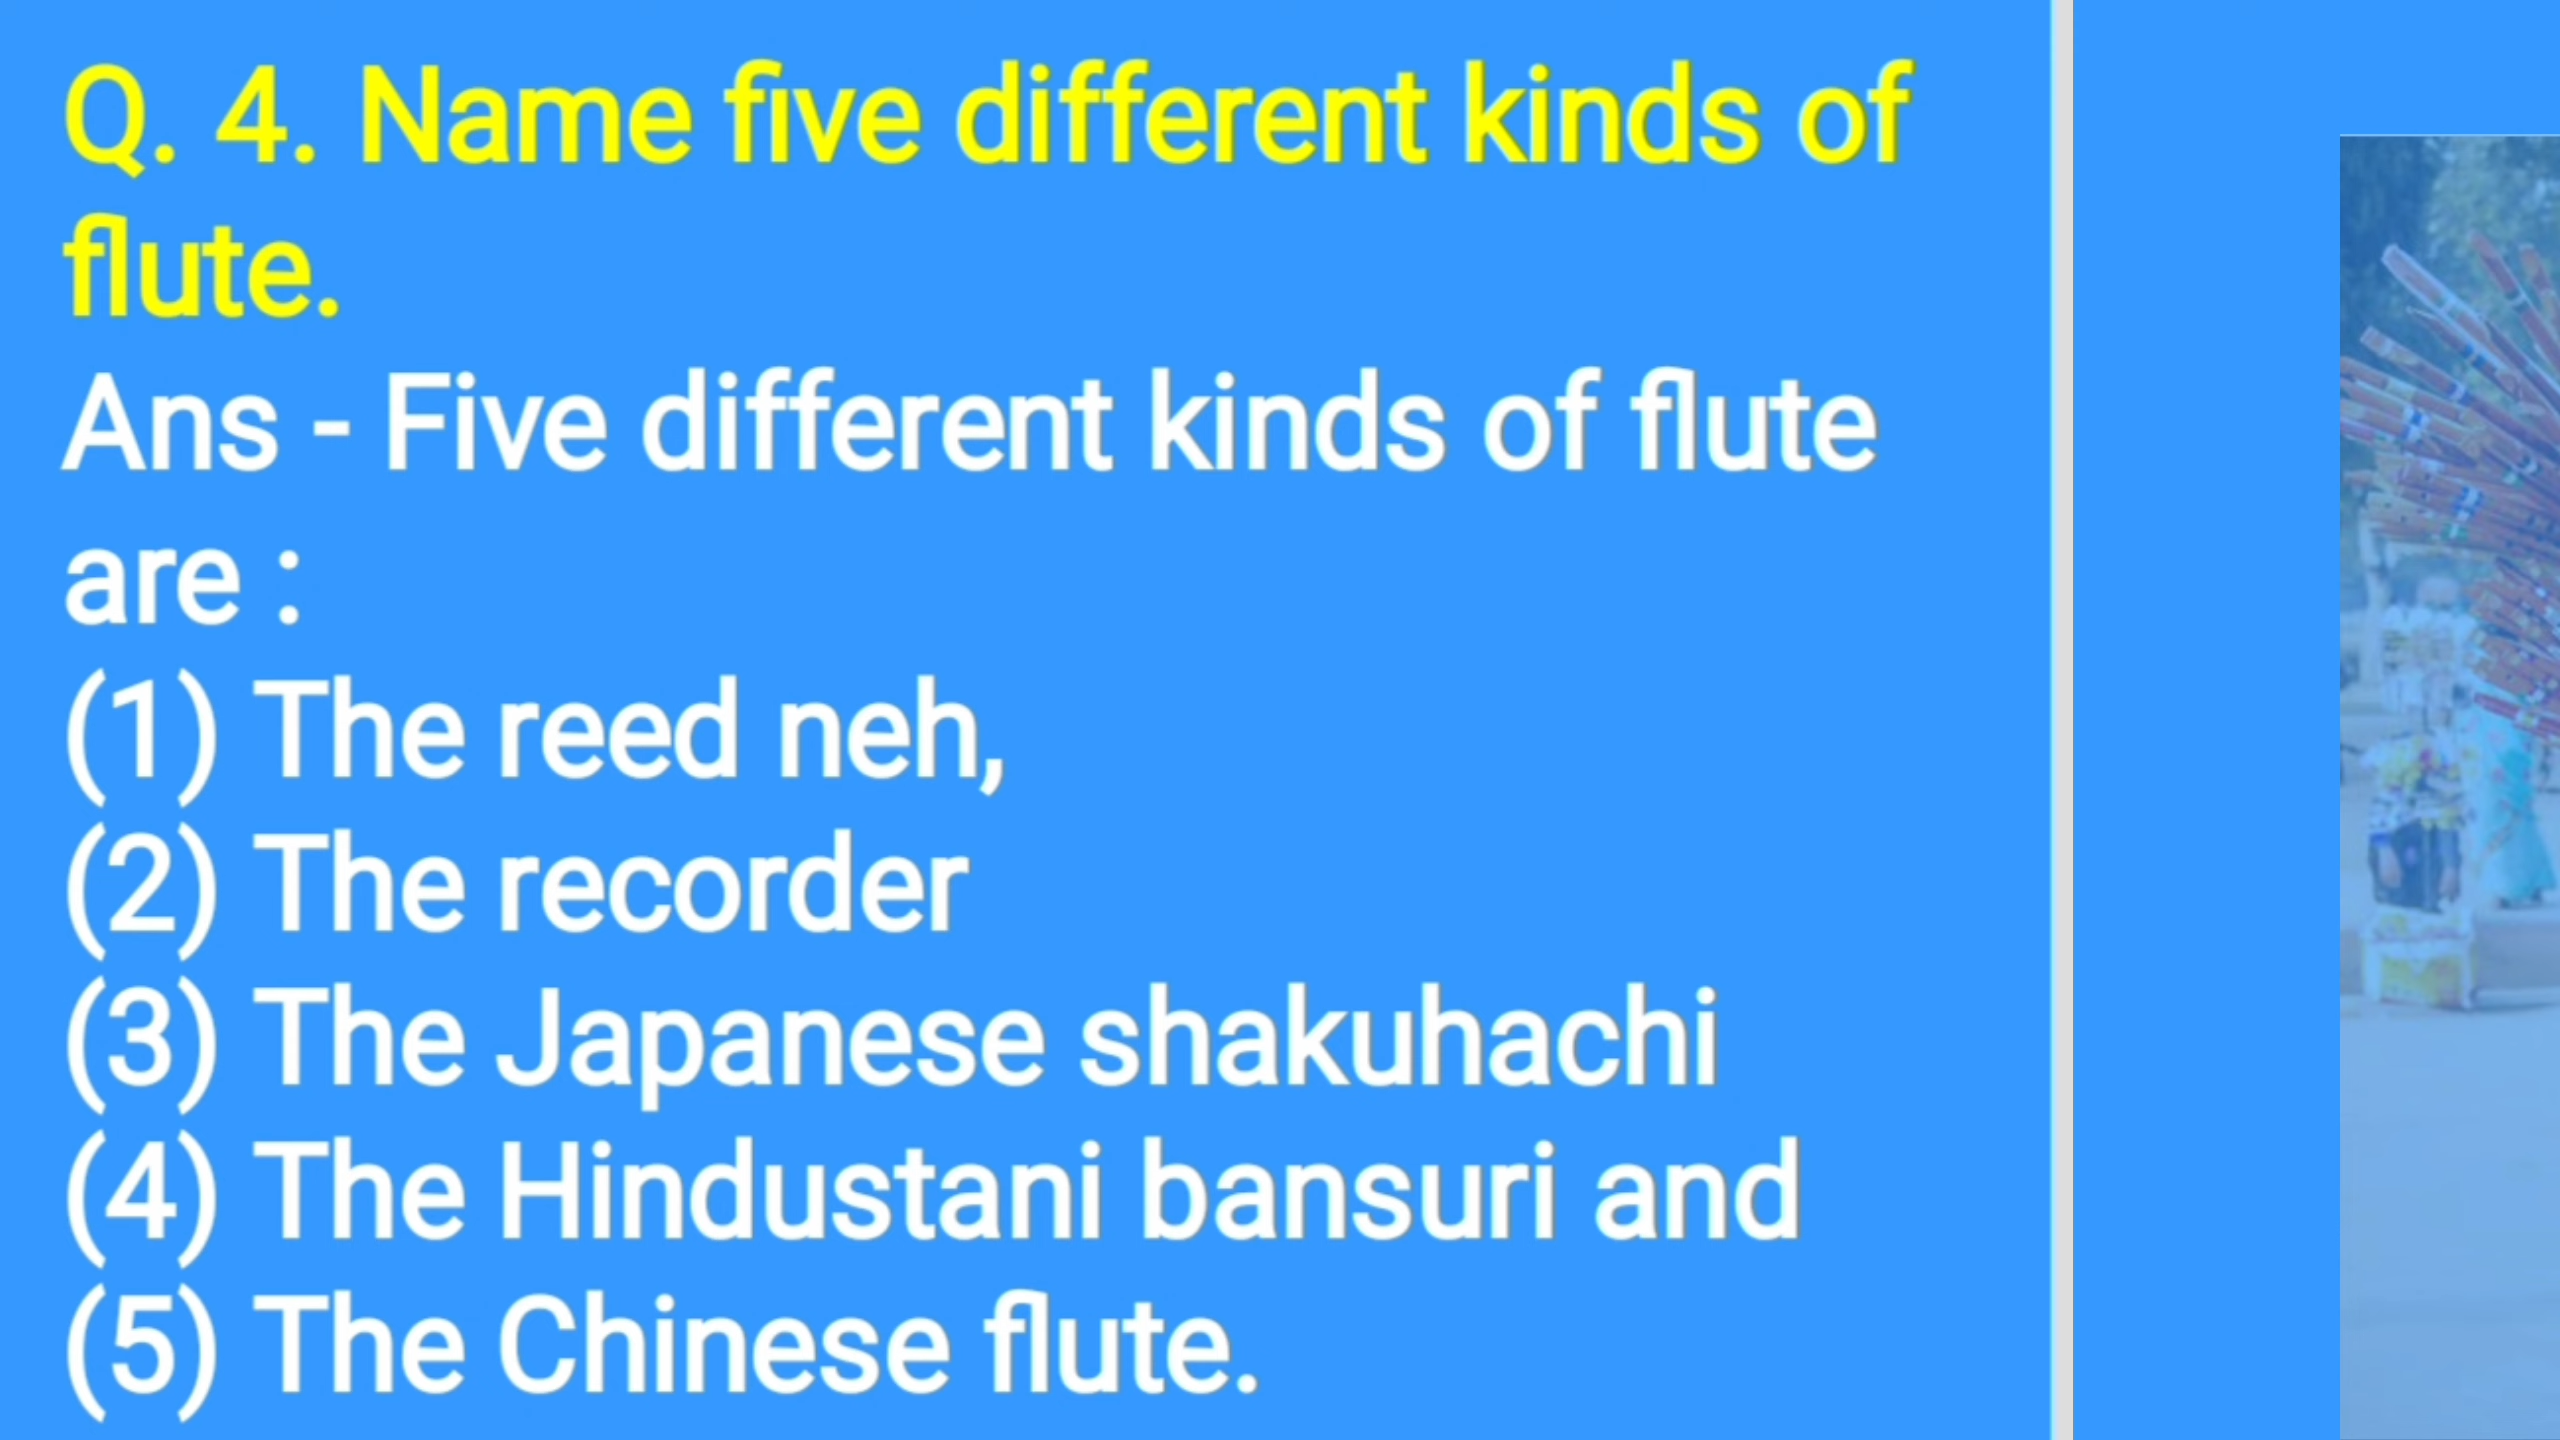 Q. 4. Name five different kinds of
flute.
Ans - Five different kinds of flute
are :
(1) The reed neh,
(2) The recorder
(3) The Japanese shakuhachi
(4) The Hindustani bansuri and
(5) The Chinese flute.